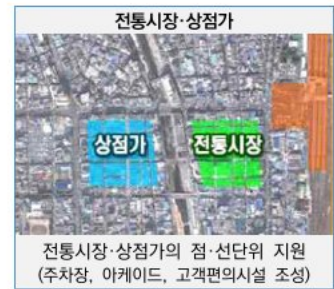 전통시장·상점가
상점가
전통시장
전통시장·상점가의 점·선단위 지원
(주차장, 아케이드, 고객편의시설 조성)